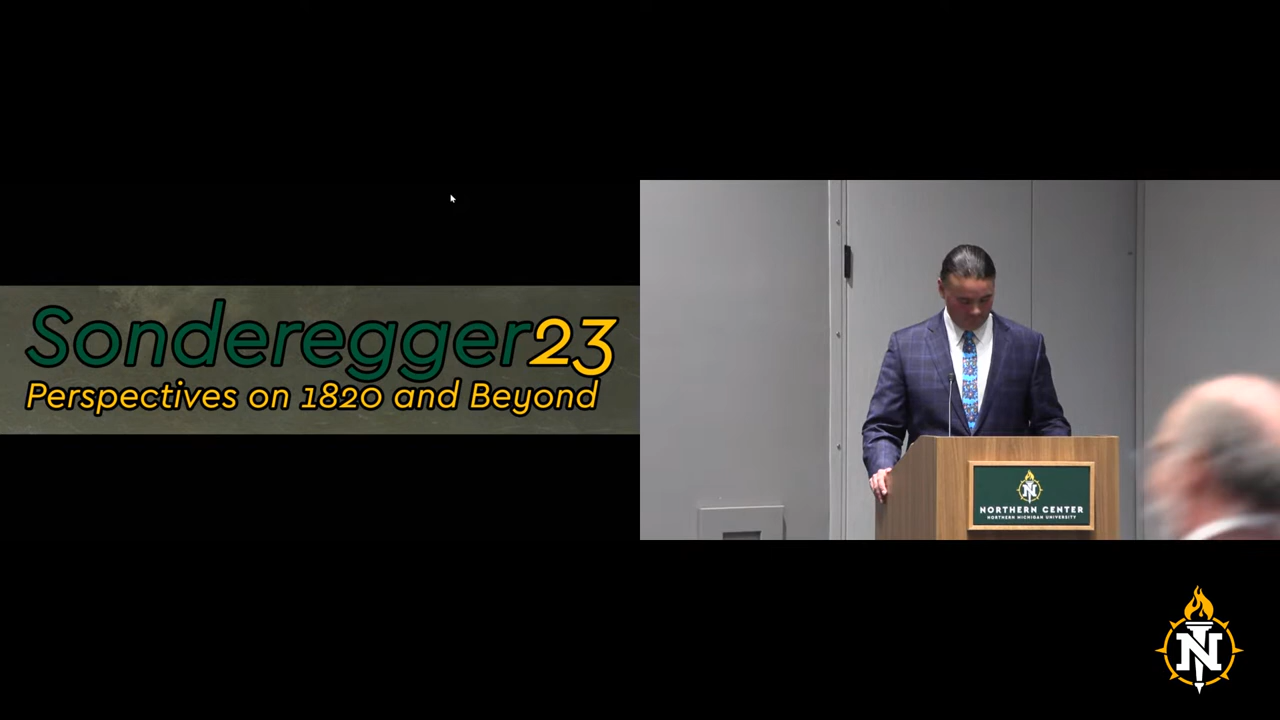 Sonderegger23
Perspectives on 1820 and Beyond
N
NORTHERN CENTER
NORTHERN MICHIGAN UNIVERSITY
N